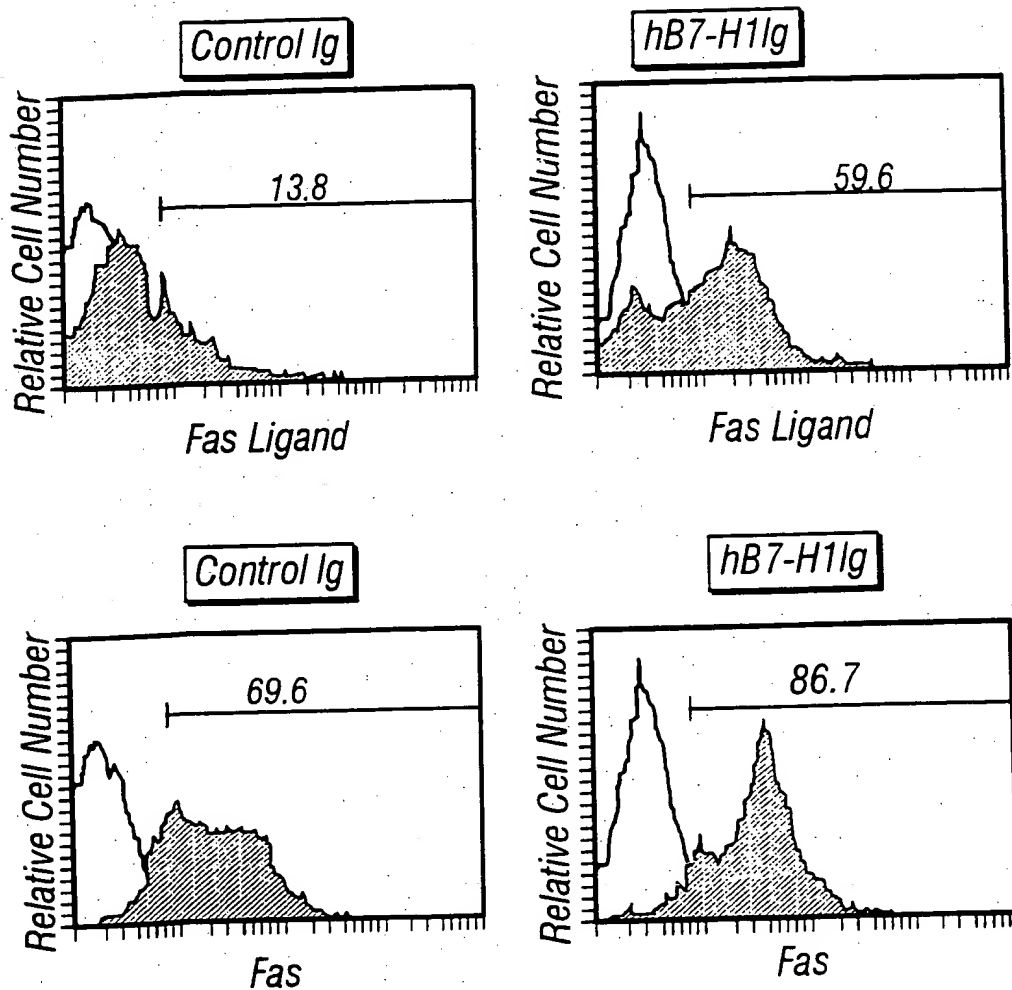 Control Ig
hB7-H1Ig
Relative Cell Number
13.8
Relative Cell Number
59.6
Fas Ligand
Fas Ligand
Control Ig
hB7-H1Ig
Relative Cell Number
69.6
Relative Cell Number
86.7
Fas
Fas